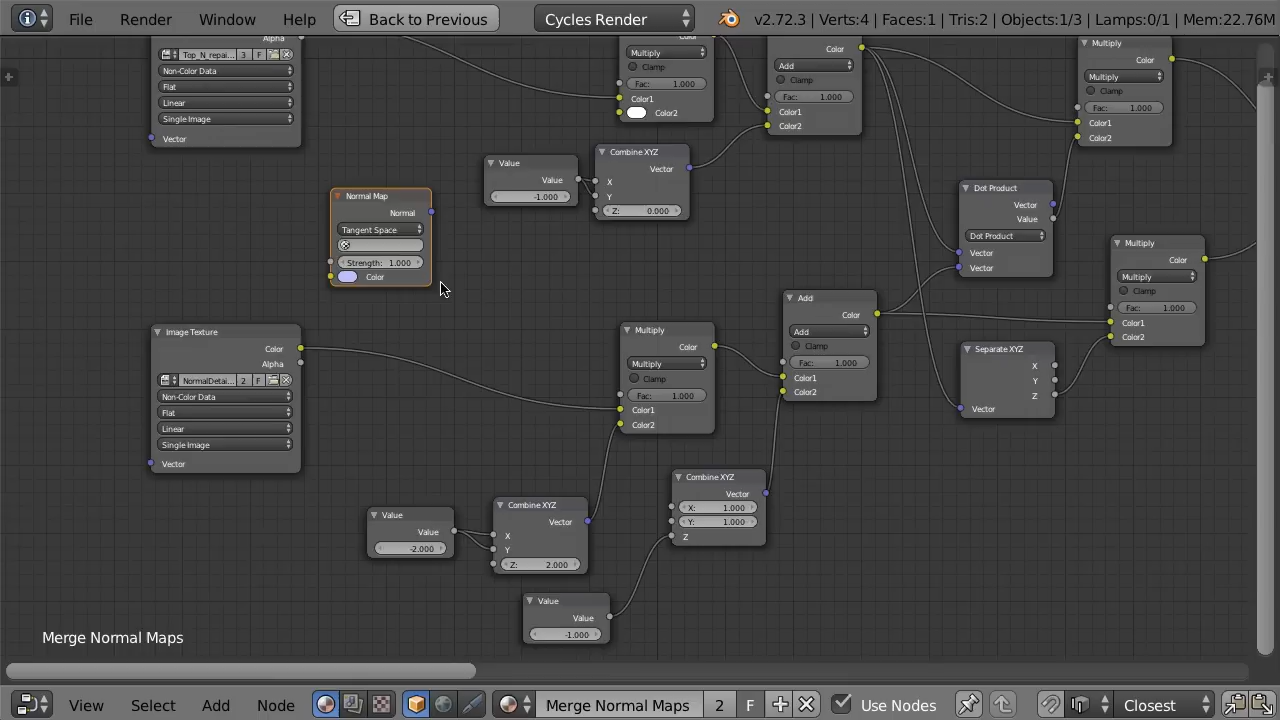 File Render Window Help Back to Previous Cycles Render v2.72.3 | Verts:4 | Faces:1 | Tris:2 | Objects:1/3 | Lamps:0/1 | Mem:22.76M
Alpha
Top_N_repai... 3 F
Non-Color Data
Flat
Linear
Single Image
Vector
Color
Multiply
Clamp
Fac: 1.000
Color1
Color2
Color
Add
Clamp
Fac: 1.000
Color1
Color2
Multiply
Color
Multiply
Clamp
Fac: 1.000
Color1
Color2
Normal Map
Normal
Tangent Space
Strength: 1.000
Color
Value
Value
-1.000
Combine XYZ
Vector
X
Y
Z: 0.000
Dot Product
Vector
Value
Dot Product
Vector
Vector
Multiply
Color
Multiply
Clamp
Fac: 1.000
Color1
Color2
Image Texture
Color
Alpha
NormalDetai... 2 F
Non-Color Data
Flat
Linear
Single Image
Vector
Multiply
Color
Multiply
Clamp
Fac: 1.000
Color1
Color2
Add
Color
Add
Clamp
Fac: 1.000
Color1
Color2
Separate XYZ
X
Y
Z
Vector
Value
Value
-2.000
Combine XYZ
Vector
X
Y
Z: 2.000
Combine XYZ
Vector
X: 1.000
Y: 1.000
Z
Value
Value
-1.000
Merge Normal Maps
View Select Add Node Merge Normal Maps 2 F Use Nodes Closest